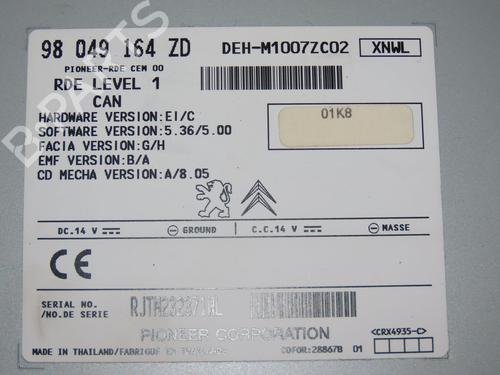 98 049 164 ZD DEH-M1007ZC02 XNWL
PIONEER-RDE CEM 00
RDE LEVEL 1
CAN
HARDWARE VERSION:EI/C
01K8
SOFTWARE VERSION:5.36/5.00
FACIA VERSION:G/H
EMF VERSION:B/A
CD MECHA VERSION:A/8.05
DC.14 V GROUND C.C.14 V MASSE
CE
SERIAL NO.
/NO.DE SERIE
PIONEER CORPORATION
<CRX4935-C>
MADE IN THAILAND/FABRIQUE EN COFOR:28867B 01
B-PARTS